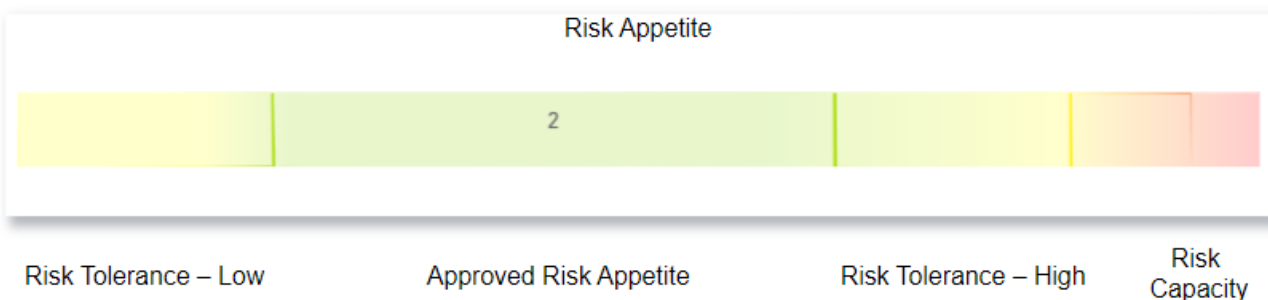 Risk Appetite
2
Risk Tolerance – Low
Approved Risk Appetite
Risk Tolerance – High
Risk
Capacity